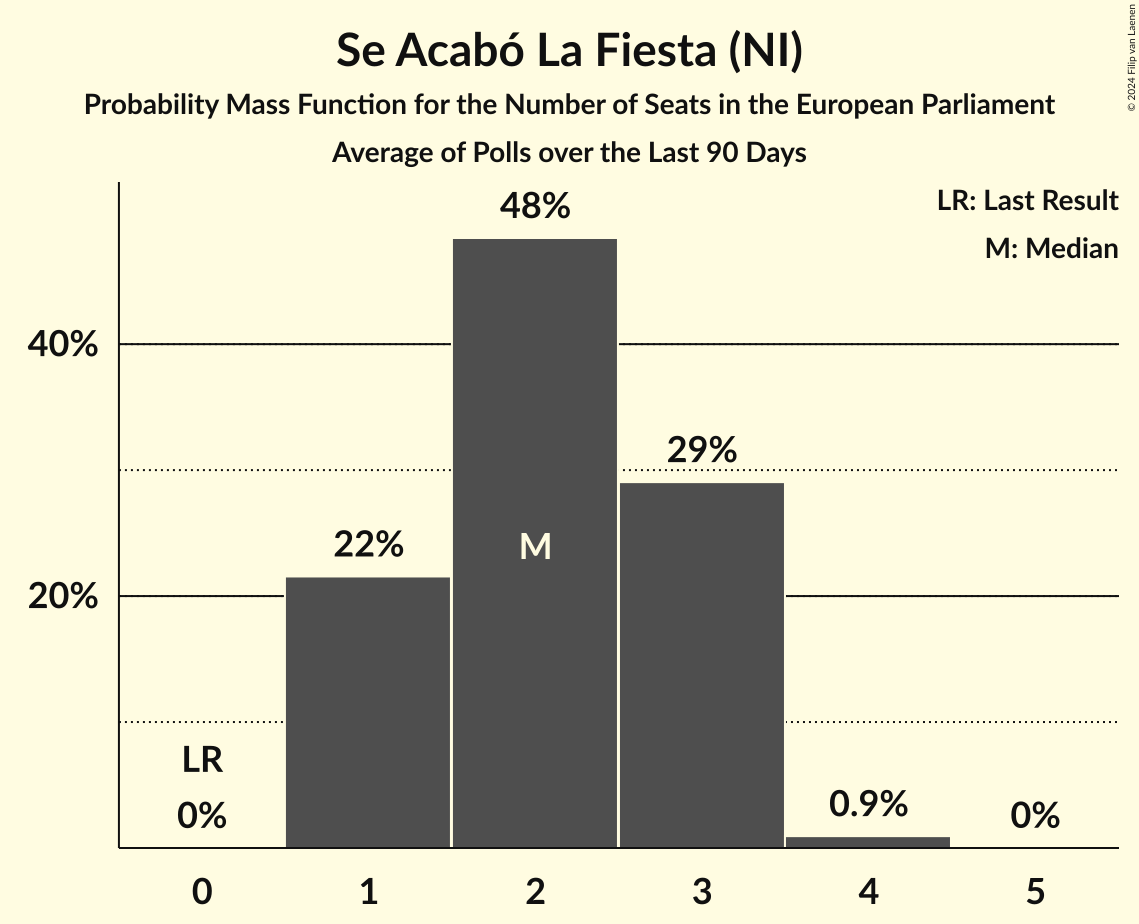 Se Acabó La Fiesta (NI)
Probability Mass Function for the Number of Seats in the European Parliament
Average of Polls over the Last 90 Days
© 2024 Filip van Laenen
LR: Last Result
M: Median
48%
40%
29%
22%
M
20%
LR
0%
0.9%
0%
0 1 2 3 4 5